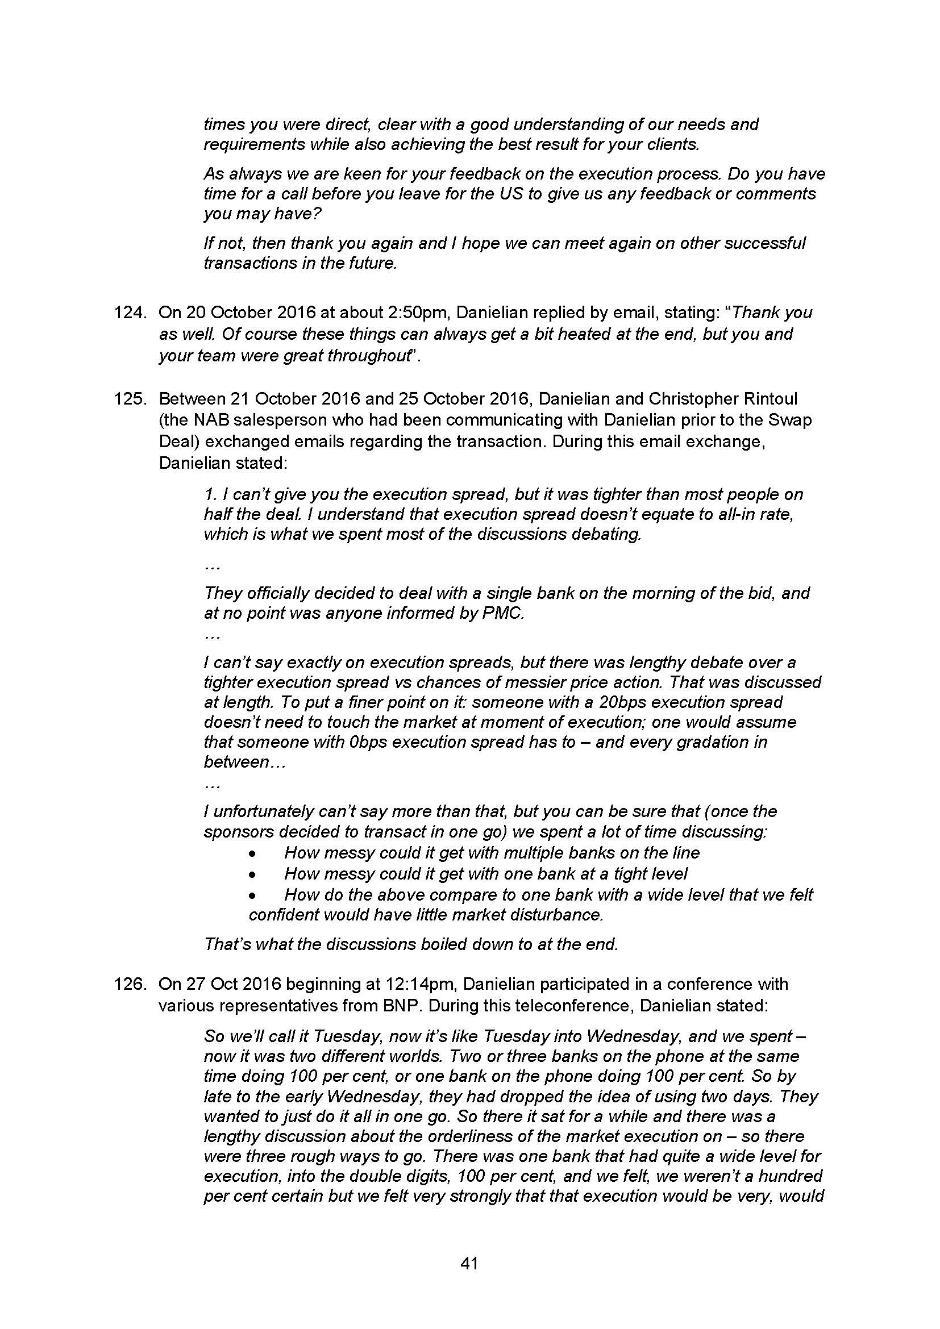 times you were direct, clear with a good understanding of our needs and
requirements while also achieving the best result for your clients.
As always we are keen for your feedback on the execution process. Do you have
time for a call before you leave for the US to give us any feedback or comments
you may have?
If not, then thank you again and I hope we can meet again on other successful
transactions in the future.
124. On 20 October 2016 at about 2:50pm, Danielian replied by email, stating: “Thank you
as well. Of course these things can always get a bit heated at the end, but you and
your team were great throughout”.
125. Between 21 October 2016 and 25 October 2016, Danielian and Christopher Rintoul
(the NAB salesperson who had been communicating with Danielian prior to the Swap
Deal) exchanged emails regarding the transaction. During this email exchange,
Danielian stated:
1. I can’t give you the execution spread, but it was tighter than most people on
half the deal. I understand that execution spread doesn’t equate to all-in rate,
which is what we spent most of the discussions debating.
…
They officially decided to deal with a single bank on the morning of the bid, and
at no point was anyone informed by PMC.
…
I can’t say exactly on execution spreads, but there was lengthy debate over a
tighter execution spread vs chances of messier price action. That was discussed
at length. To put a finer point on it: someone with a 20bps execution spread
doesn’t need to touch the market at moment of execution; one would assume
that someone with 0bps execution spread has to – and every gradation in
between…
…
I unfortunately can’t say more than that, but you can be sure that (once the
sponsors decided to transact in one go) we spent a lot of time discussing:
• How messy could it get with multiple banks on the line
• How messy could it get with one bank at a tight level
• How do the above compare to one bank with a wide level that we felt
confident would have little market disturbance.
That’s what the discussions boiled down to at the end.
126. On 27 Oct 2016 beginning at 12:14pm, Danielian participated in a conference with
various representatives from BNP. During this teleconference, Danielian stated:
So we’ll call it Tuesday, now it’s like Tuesday into Wednesday, and we spent –
now it was two different worlds. Two or three banks on the phone at the same
time doing 100 per cent, or one bank on the phone doing 100 per cent. So by
late to the early Wednesday, they had dropped the idea of using two days. They
wanted to just do it all in one go. So there it sat for a while and there was a
lengthy discussion about the orderliness of the market execution on – so there
were three rough ways to go. There was one bank that had quite a wide level for
execution, into the double digits, 100 per cent, and we felt, we weren’t a hundred
per cent certain but we felt very strongly that that execution would be very, would
41